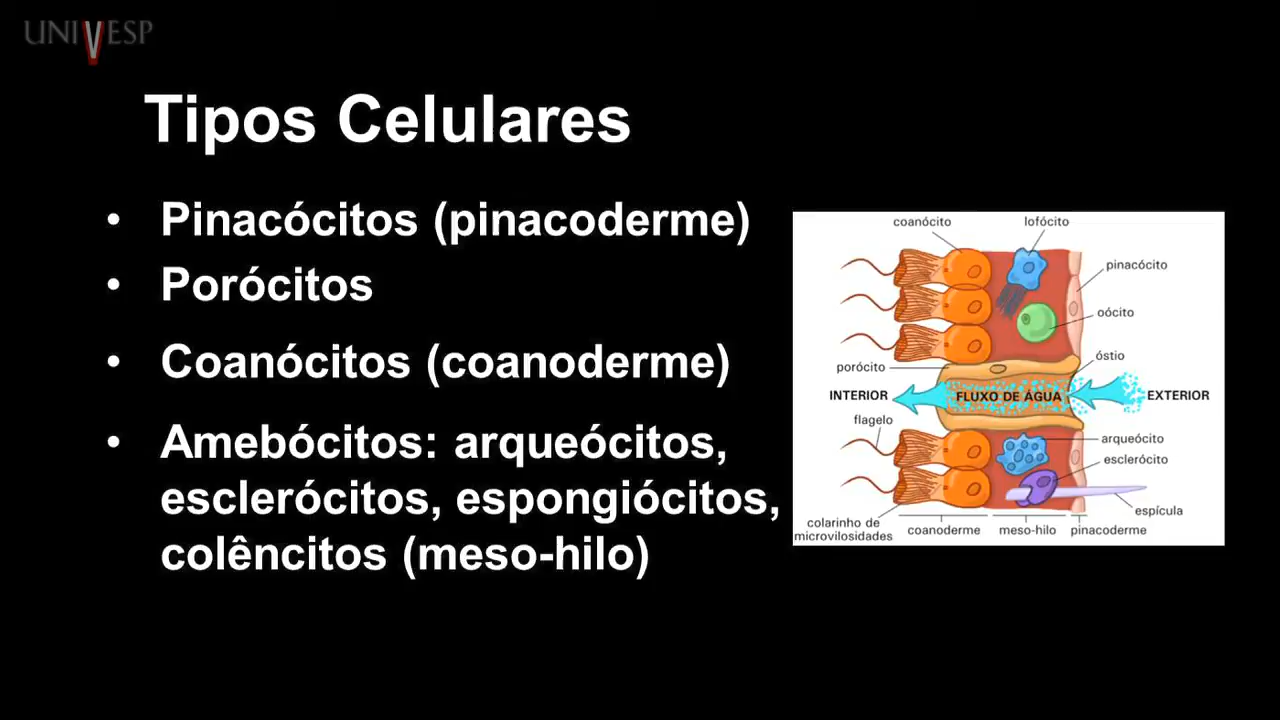 UNIVESP
Tipos Celulares
• Pinacócitos (pinacoderme)
• Porócitos
• Coanócitos (coanoderme)
• Amebócitos: arqueócitos,
esclerócitos, espongiócitos,
colêncitos (meso-hilo)
coanócito
lofócito
pinacócito
oócito
óstio
porócito
INTERIOR
FLUXO DE ÁGUA
EXTERIOR
flagelo
arqueócito
esclerócito
espícula
colarinho de
microvilosidades
coanoderme
meso-hilo
pinacoderme